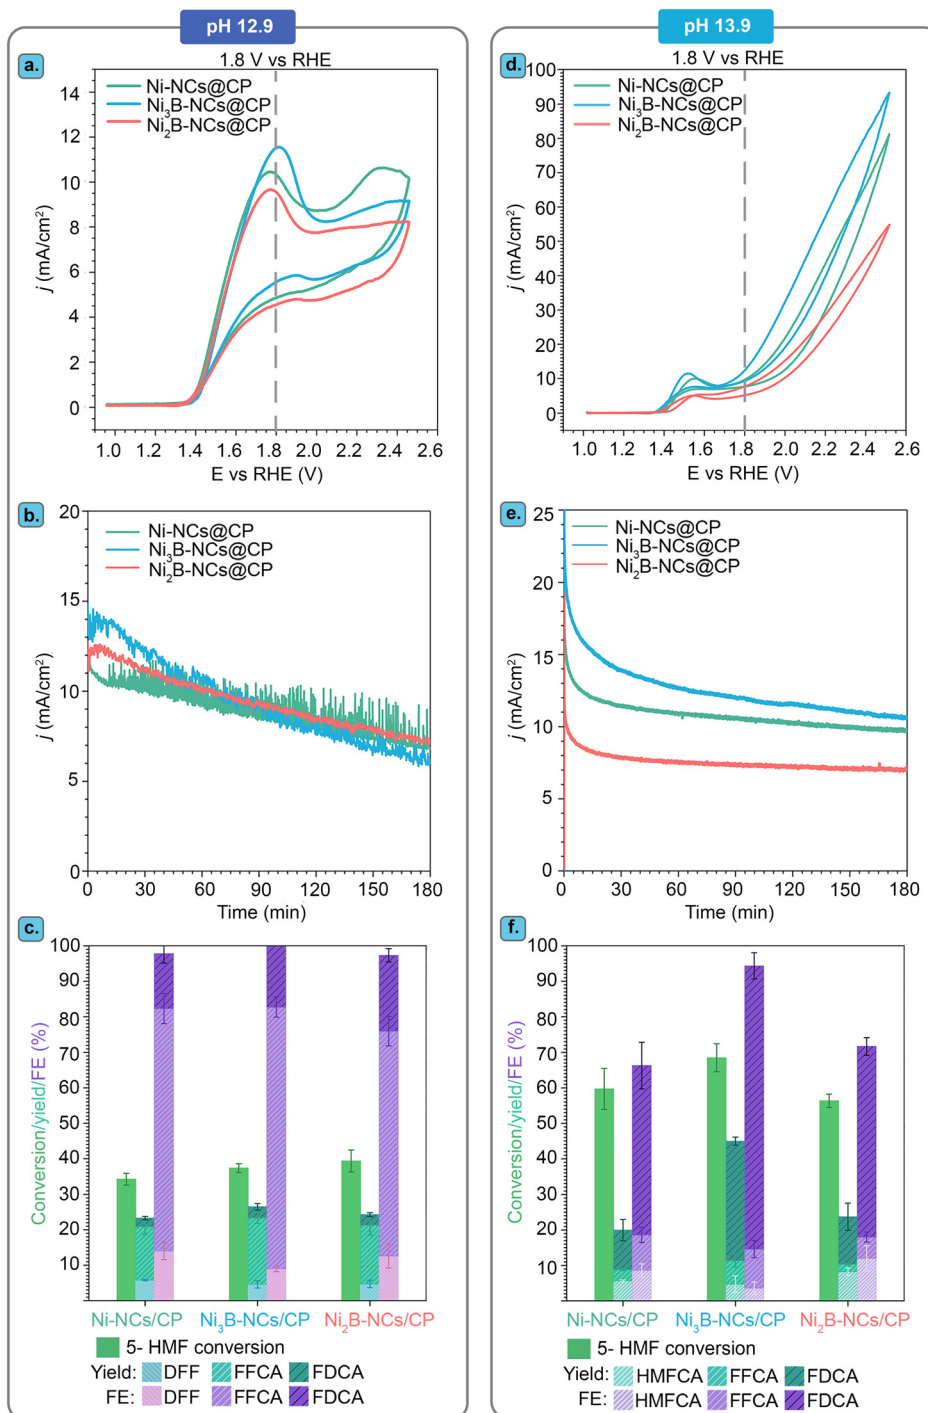 pH 12.9
a.
1.8 V vs RHE
Ni-NCs@CP
Ni3B-NCs@CP
Ni2B-NCs@CP
14
12
10
8
6
4
2
0
j (mA/cm²)
1.0 1.2 1.4 1.6 1.8 2.0 2.2 2.4 2.6
E vs RHE (V)
b.
Ni-NCs@CP
Ni3B-NCs@CP
Ni2B-NCs@CP
20
15
10
5
0
j (mA/cm²)
0 30 60 90 120 150 180
Time (min)
c.
100
90
80
70
60
50
40
30
20
10
Conversion/yield/FE (%)
Ni-NCs/CP Ni3B-NCs/CP Ni2B-NCs/CP
5- HMF conversion
Yield: DFF FFCA FDCA
FE: DFF FFCA FDCA
pH 13.9
d.
1.8 V vs RHE
Ni-NCs@CP
Ni3B-NCs@CP
Ni2B-NCs@CP
100
90
80
70
60
50
40
30
20
10
0
j (mA/cm²)
1.0 1.2 1.4 1.6 1.8 2.0 2.2 2.4 2.6
E vs RHE (V)
e.
Ni-NCs@CP
Ni3B-NCs@CP
Ni2B-NCs@CP
25
20
15
10
5
0
j (mA/cm²)
0 30 60 90 120 150 180
Time (min)
f.
100
90
80
70
60
50
40
30
20
10
Conversion/yield/FE (%)
Ni-NCs/CP Ni3B-NCs/CP Ni2B-NCs/CP
5- HMF conversion
Yield: HMFCA FFCA FDCA
FE: HMFCA FFCA FDCA